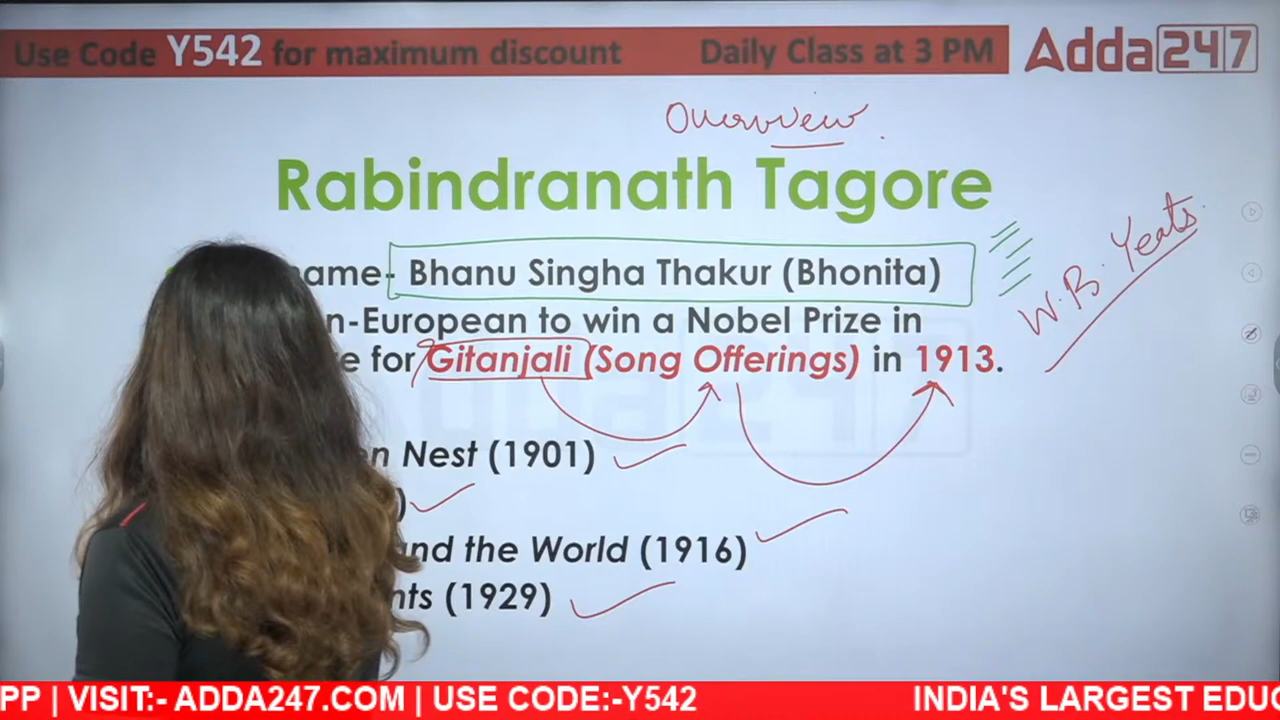 Use Code Y542 for maximum discount Daily Class at 3 PM Adda247
Overview
Rabindranath Tagore
ame- Bhanu Singha Thakur (Bhonita)
W.B. Yeats
n-European to win a Nobel Prize in
e for Gitanjali (Song Offerings) in 1913.
en Nest (1901)
)
and the World (1916)
nts (1929)
PP | VISIT:- ADDA247.COM | USE CODE:-Y542 INDIA'S LARGEST EDUC